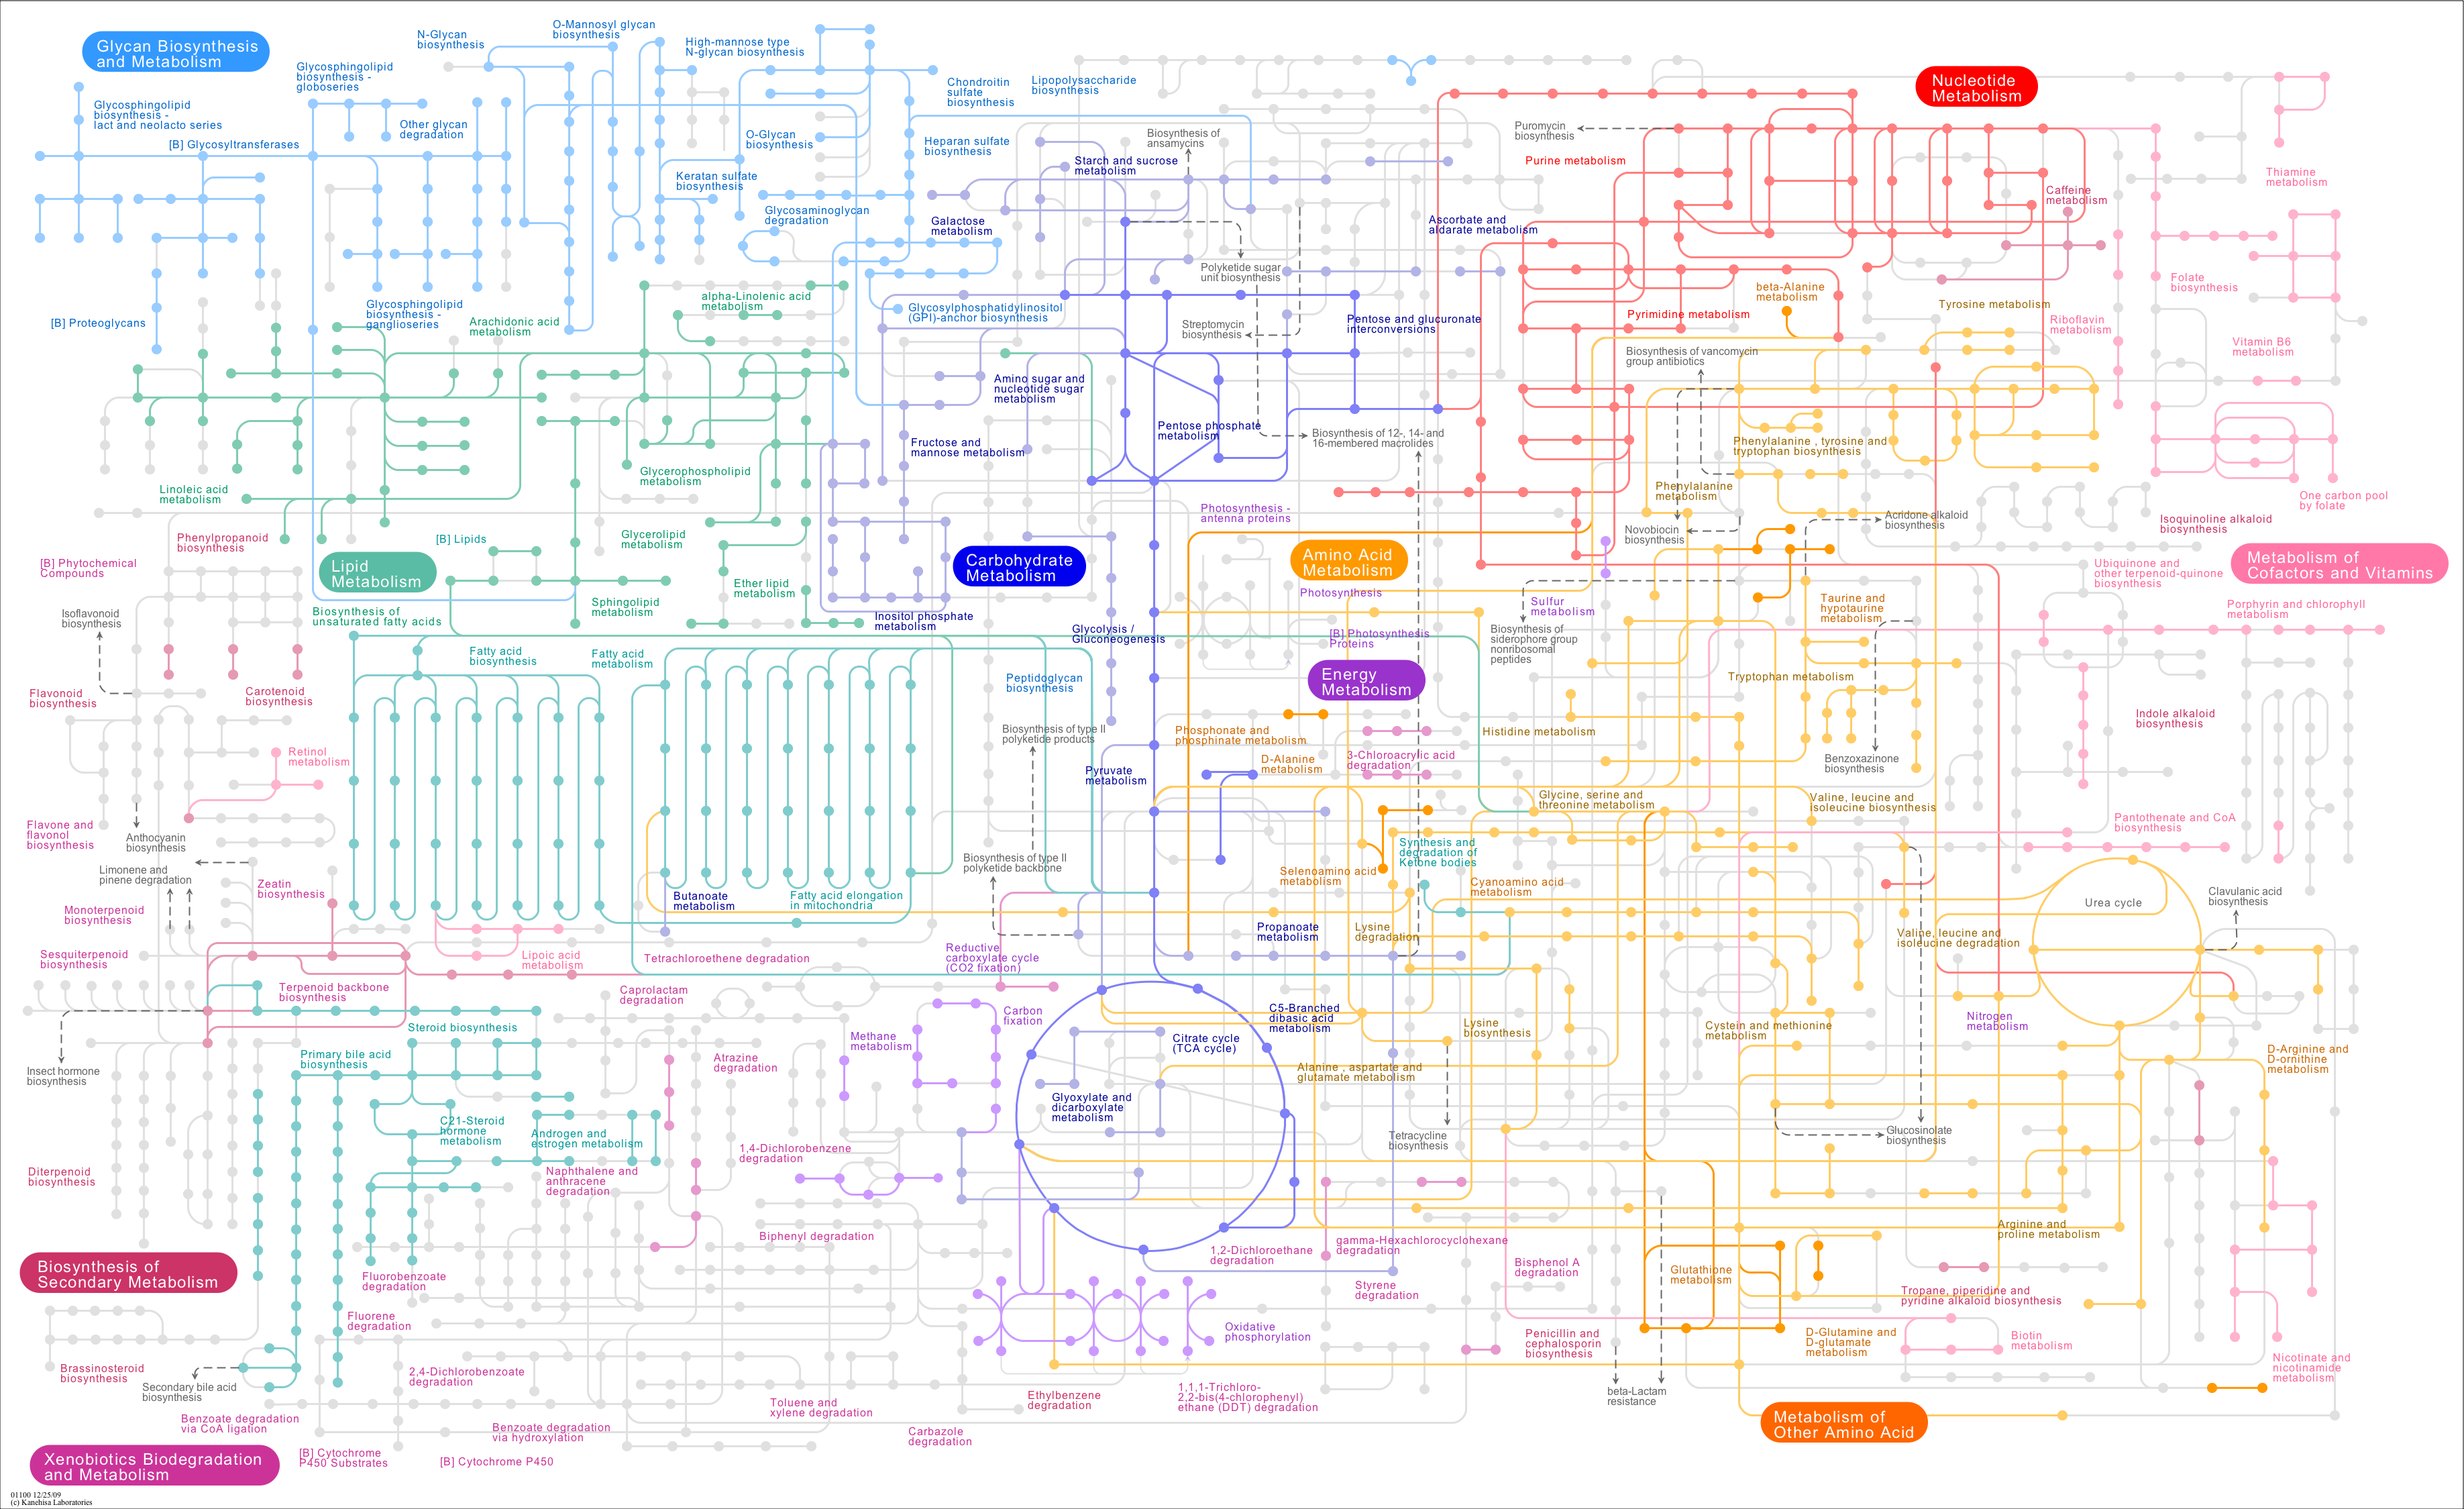 Glycan Biosynthesis
and Metabolism
N-Glycan
biosynthesis
O-Mannosyl glycan
biosynthesis
High-mannose type
N-glycan biosynthesis
Glycosphingolipid
biosynthesis -
globoseries
Glycosphingolipid
biosynthesis -
lact and neolacto series
Other glycan
degradation
[B] Glycosyltransferases
O-Glycan
biosynthesis
Chondroitin
sulfate
biosynthesis
Lipopolysaccharide
biosynthesis
Heparan sulfate
biosynthesis
Keratan sulfate
biosynthesis
Glycosaminoglycan
degradation
Galactose
metabolism
Starch and sucrose
metabolism
Biosynthesis of
ansamycins
Polyketide sugar
unit biosynthesis
Ascorbate and
aldarate metabolism
Puromycin
biosynthesis
Purine metabolism
Nucleotide
Metabolism
Caffeine
metabolism
Thiamine
metabolism
Folate
biosynthesis
[B] Proteoglycans
Glycosphingolipid
biosynthesis -
ganglioseries
Arachidonic acid
metabolism
alpha-Linolenic acid
metabolism
Glycosylphosphatidylinositol
(GPI)-anchor biosynthesis
Streptomycin
biosynthesis
Pentose and glucuronate
interconversions
Pyrimidine metabolism
beta-Alanine
metabolism
Tyrosine metabolism
Riboflavin
metabolism
Vitamin B6
metabolism
Biosynthesis of vancomycin
group antibiotics
Amino sugar and
nucleotide sugar
metabolism
Fructose and
mannose metabolism
Pentose phosphate
metabolism
Biosynthesis of 12-, 14- and
16-membered macrolides
Phenylalanine , tyrosine and
tryptophan biosynthesis
Phenylalanine
metabolism
One carbon pool
by folate
Linoleic acid
metabolism
Glycerophospholipid
metabolism
Photosynthesis -
antenna proteins
Novobiocin
biosynthesis
Acridone alkaloid
biosynthesis
Isoquinoline alkaloid
biosynthesis
Phenylpropanoid
biosynthesis
[B] Lipids
Glycerolipid
metabolism
[B] Phytochemical
Compounds
Lipid
Metabolism
Carbohydrate
Metabolism
Amino Acid
Metabolism
Metabolism of
Cofactors and Vitamins
Ubiquinone and
other terpenoid-quinone
biosynthesis
Isoflavonoid
biosynthesis
Biosynthesis of
unsaturated fatty acids
Sphingolipid
metabolism
Ether lipid
metabolism
Inositol phosphate
metabolism
Glycolysis /
Gluconeogenesis
Photosynthesis
[B] Photosynthesis
Proteins
Sulfur
metabolism
Biosynthesis of
siderophore group
nonribosomal
peptides
Taurine and
hypotaurine
metabolism
Porphyrin and chlorophyll
metabolism
Flavonoid
biosynthesis
Carotenoid
biosynthesis
Fatty acid
biosynthesis
Fatty acid
metabolism
Peptidoglycan
biosynthesis
Energy
Metabolism
Tryptophan metabolism
Indole alkaloid
biosynthesis
Retinol
metabolism
Biosynthesis of type II
polyketide products
Phosphonate and
phosphinate metabolism
Histidine metabolism
Benzoxazinone
biosynthesis
Pyruvate
metabolism
D-Alanine
metabolism
3-Chloroacrylic acid
degradation
Glycine, serine and
threonine metabolism
Valine, leucine and
isoleucine biosynthesis
Pantothenate and CoA
biosynthesis
Flavone and
flavonol
biosynthesis
Anthocyanin
biosynthesis
Limonene and
pinene degradation
Zeatin
biosynthesis
Monoterpenoid
biosynthesis
Butanoate
metabolism
Fatty acid elongation
in mitochondria
Biosynthesis of type II
polyketide backbone
Synthesis and
degradation of
Ketone bodies
Selenoamino acid
metabolism
Cyanoamino acid
metabolism
Urea cycle
Clavulanic acid
biosynthesis
Sesquiterpenoid
biosynthesis
Lipoic acid
metabolism
Tetrachloroethene degradation
Reductive
carboxylate cycle
(CO2 fixation)
Propanoate
metabolism
Lysine
degradation
Valine, leucine and
isoleucine degradation
Terpenoid backbone
biosynthesis
Caprolactam
degradation
Carbon
fixation
C5-Branched
dibasic acid
metabolism
Lysine
biosynthesis
Cystein and methionine
metabolism
Nitrogen
metabolism
Steroid biosynthesis
Methane
metabolism
Citrate cycle
(TCA cycle)
Primary bile acid
biosynthesis
Atrazine
degradation
Insect hormone
biosynthesis
Alanine , aspartate and
glutamate metabolism
D-Arginine and
D-ornithine
metabolism
Glyoxylate and
dicarboxylate
metabolism
C21-Steroid
hormone
metabolism
Androgen and
estrogen metabolism
1,4-Dichlorobenzene
degradation
Tetracycline
biosynthesis
Glucosinolate
biosynthesis
Diterpenoid
biosynthesis
Naphthalene and
anthracene
degradation
Biphenyl degradation
1,2-Dichloroethane
degradation
gamma-Hexachlorocyclohexane
degradation
Arginine and
proline metabolism
Biosynthesis of
Secondary Metabolism
Fluorobenzoate
degradation
Styrene
degradation
Bisphenol A
degradation
Glutathione
metabolism
Tropane, piperidine and
pyridine alkaloid biosynthesis
Fluorene
degradation
Oxidative
phosphorylation
Penicillin and
cephalosporin
biosynthesis
D-Glutamine and
D-glutamate
metabolism
Biotin
metabolism
Nicotinate and
nicotinamide
metabolism
Brassinosteroid
biosynthesis
Secondary bile acid
biosynthesis
2,4-Dichlorobenzoate
degradation
Ethylbenzene
degradation
1,1,1-Trichloro-
2,2-bis(4-chlorophenyl)
ethane (DDT) degradation
beta-Lactam
resistance
Toluene and
xylene degradation
Benzoate degradation
via CoA ligation
Benzoate degradation
via hydroxylation
Carbazole
degradation
Metabolism of
Other Amino Acid
Xenobiotics Biodegradation
and Metabolism
[B] Cytochrome
P450 Substrates
[B] Cytochrome P450
01100 12/25/09
(c) Kanehisa Laboratories